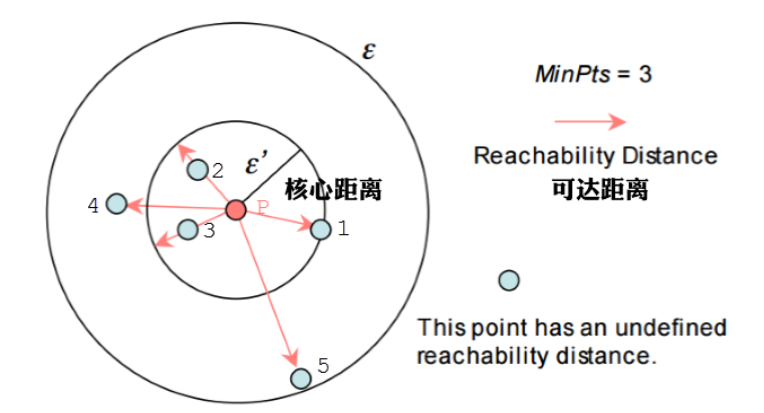 ε
MinPts = 3
2
ε’
Reachability Distance
核心距离
可达距离
4
P
3
1
5
This point has an undefined
reachability distance.